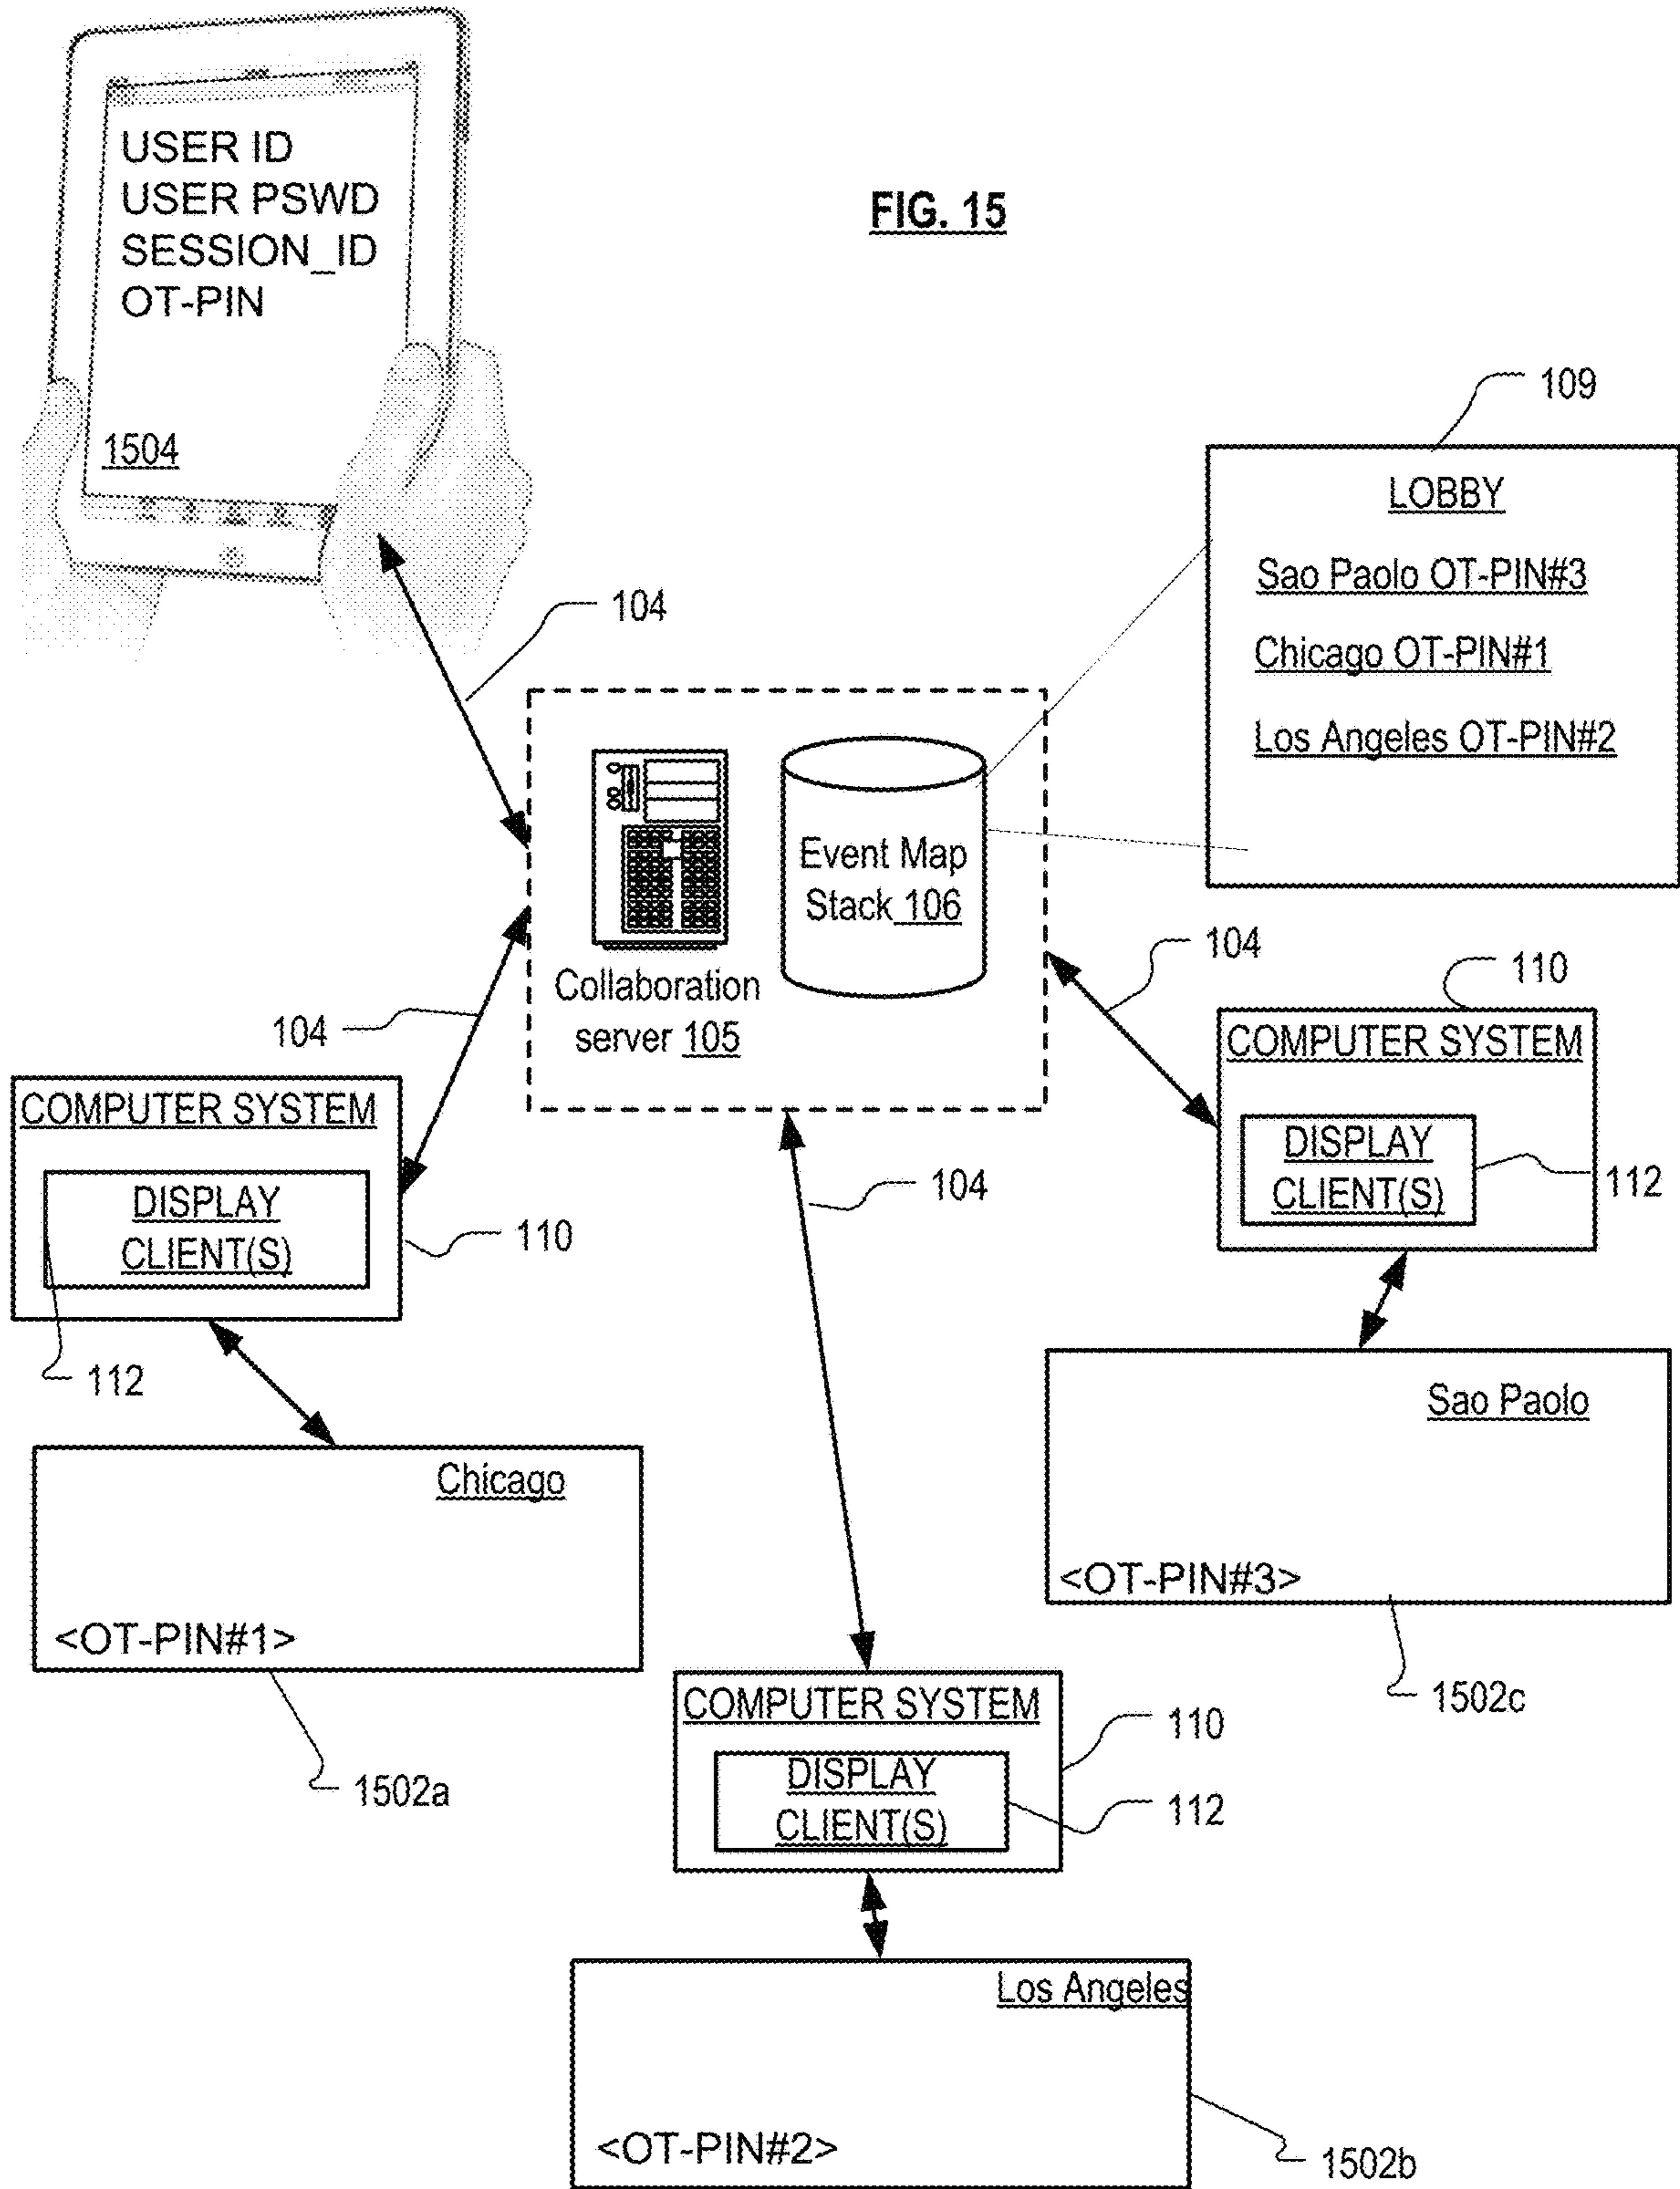 USER ID
USER PSWD
SESSION_ID
OT-PIN
1504
FIG. 15
109
LOBBY
Sao Paolo OT-PIN#3
Chicago OT-PIN#1
Los Angeles OT-PIN#2
104
Event Map
Stack 106
Collaboration
server 105
104
104
110
COMPUTER SYSTEM
DISPLAY
CLIENT(S)
112
COMPUTER SYSTEM
DISPLAY
CLIENT(S)
110
112
104
Sao Paolo
<OT-PIN#3>
1502c
Chicago
<OT-PIN#1>
1502a
COMPUTER SYSTEM
DISPLAY
CLIENT(S)
110
112
Los Angeles
<OT-PIN#2>
1502b